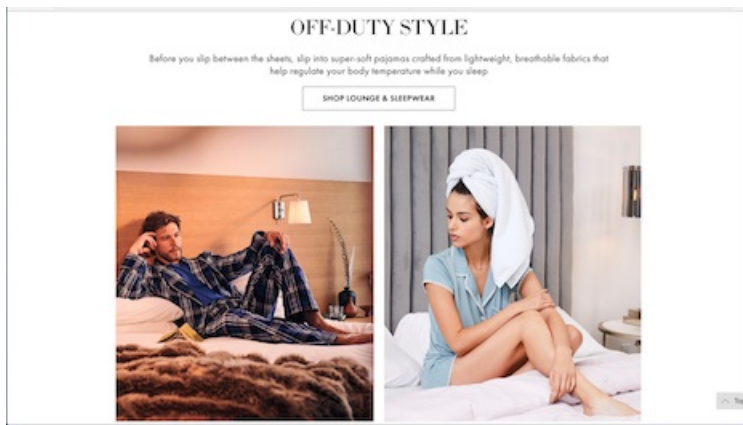 OFF-DUTY STYLE
Before you slip between the sheets, slip into super-soft pajamas crafted from lightweight, breathable fabrics that
help regulate your body temperature while you sleep
SHOP LOUNGE & SLEEPWEAR